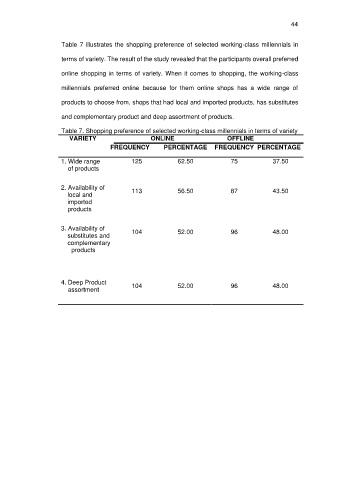 44
Table 7 illustrates the shopping preference of selected working-class millennials in
terms of variety. The result of the study revealed that the participants overall preferred
online shopping in terms of variety. When it comes to shopping, the working-class
millennials preferred online because for them online shops has a wide range of
products to choose from, shops that had local and imported products, has substitutes
and complementary product and deep assortment of products.
Table 7. Shopping preference of selected working-class millennials in terms of variety
VARIETY ONLINE OFFLINE
FREQUENCY PERCENTAGE FREQUENCY PERCENTAGE
1. Wide range 125 62.50 75 37.50
of products
2. Availability of
local and 113 56.50 87 43.50
imported
products
3. Availability of
substitutes and 104 52.00 96 48.00
complementary
products
4. Deep Product
assortment 104 52.00 96 48.00